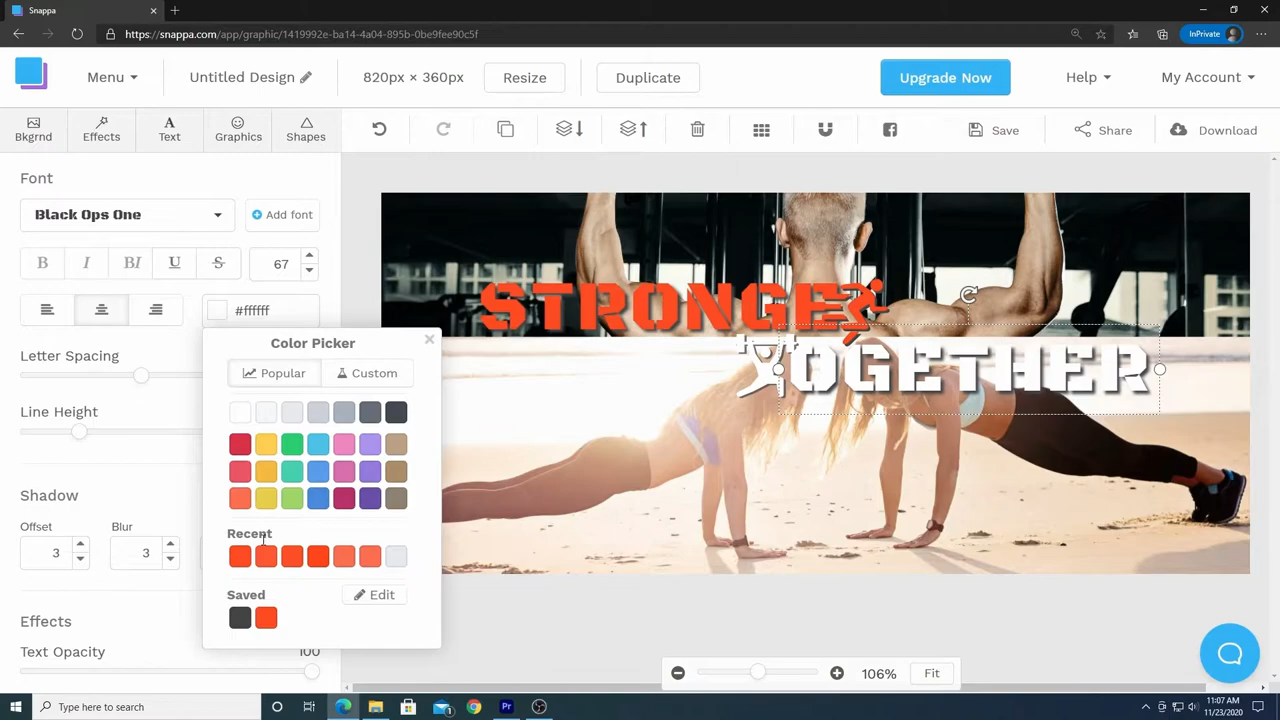 Snappa
https://snappa.com/app/graphic/1419992e-ba14-4a04-895b-0be9fee90c5f
InPrivate
Menu
Untitled Design
820px × 360px
Resize
Duplicate
Upgrade Now
Help
My Account
Bkgrnd
Effects
Text
Graphics
Shapes
Save
Share
Download
Font
Black Ops One
Add font
B
I
BI
U
S
67
#ffffff
Color Picker
Popular
Custom
Letter Spacing
Line Height
Shadow
Offset
Blur
3
3
Recent
Saved
Edit
Effects
Text Opacity
100
STRONGER
TOGETHER
106%
Fit
Type here to search
11:07 AM
11/23/2020